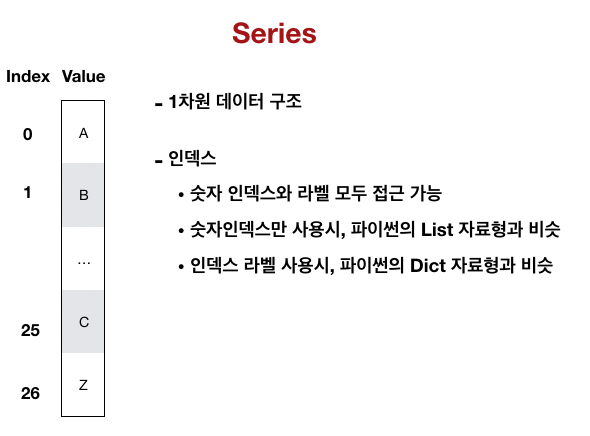 Series
Index Value
0 A
1 B
...
25 C
26 Z
- 1차원 데이터 구조
- 인덱스
• 숫자 인덱스와 라벨 모두 접근 가능
• 숫자인덱스만 사용시, 파이썬의 List 자료형과 비슷
• 인덱스 라벨 사용시, 파이썬의 Dict 자료형과 비슷